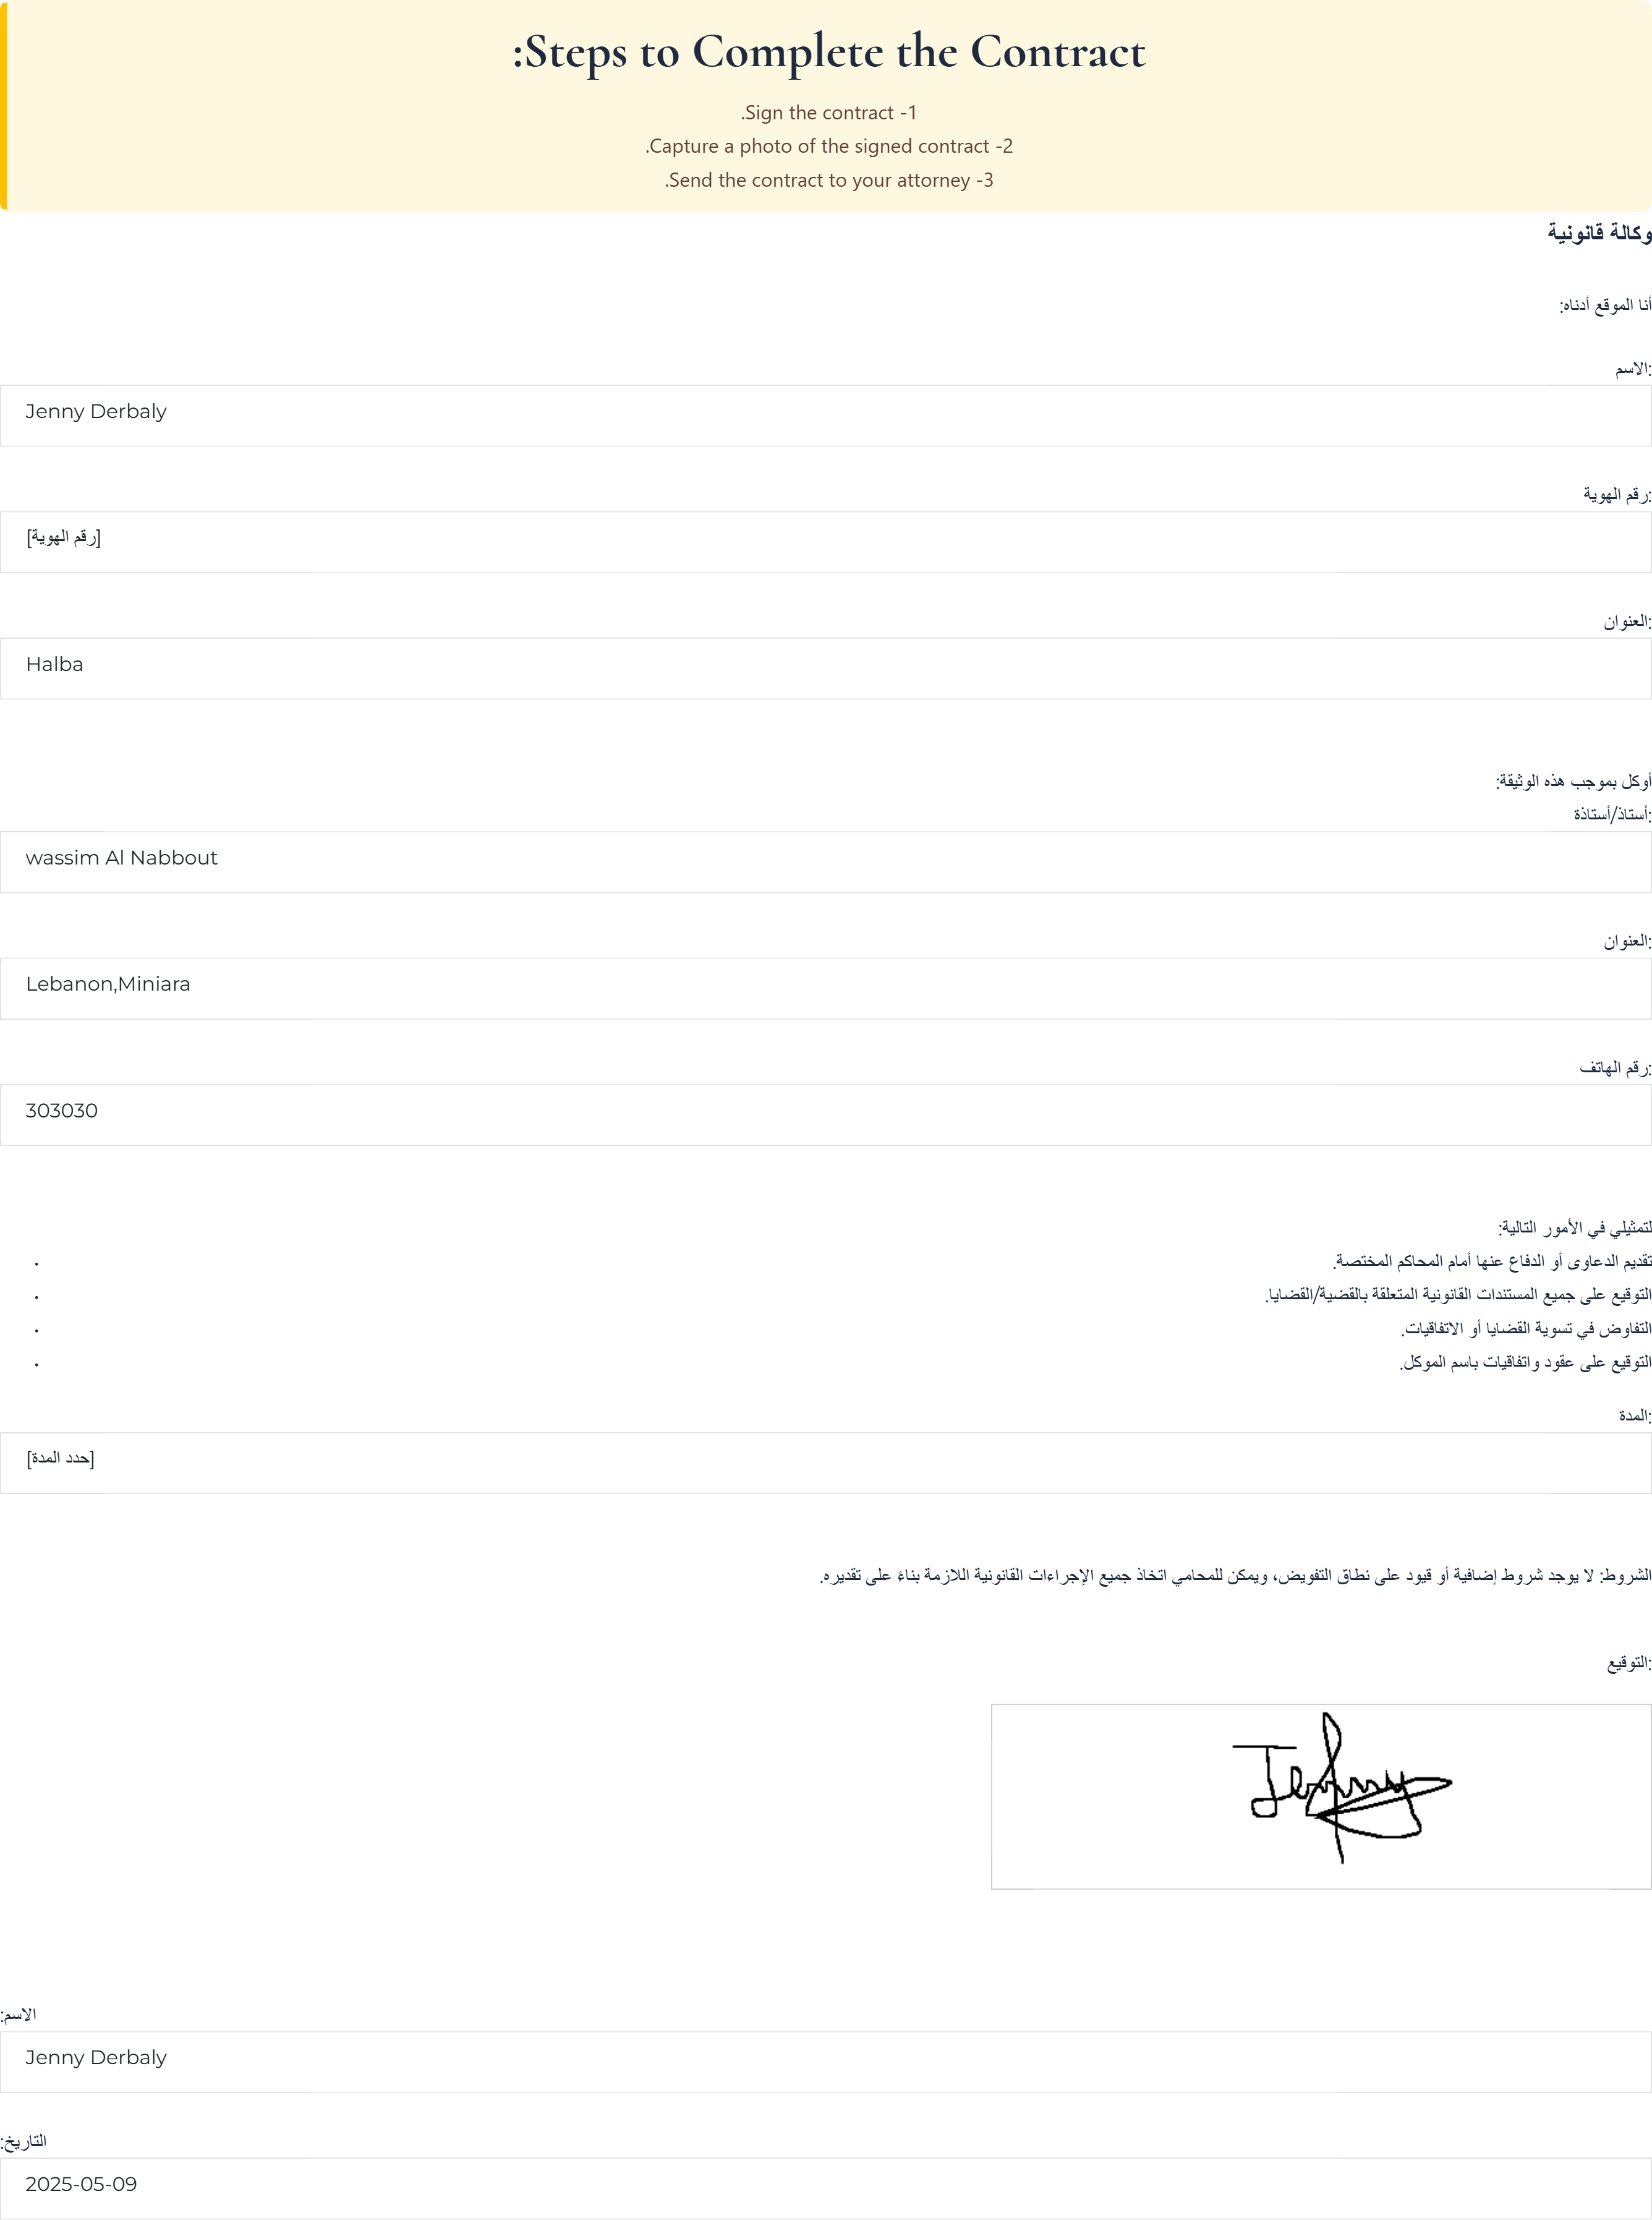 Steps to Complete the Contract:
1- Sign the contract.
2- Capture a photo of the signed contract.
3- Send the contract to your attorney.
وكالة قانونية
أنا الموقع أدناه:
الاسم:
Jenny Derbaly
رقم الهوية:
[رقم الهوية]
العنوان:
Halba
أوكل بموجب هذه الوثيقة:
أستاذ/أستاذة:
wassim Al Nabbout
العنوان:
Lebanon,Miniara
رقم الهاتف:
303030
لتمثيلي في الأمور التالية:
تقديم الدعاوى أو الدفاع عنها أمام المحاكم المختصة.
التوقيع على جميع المستندات القانونية المتعلقة بالقضية/القضايا.
التفاوض في تسوية القضايا أو الاتفاقيات.
التوقيع على عقود واتفاقيات باسم الموكل.
المدة:
[حدد المدة]
الشروط: لا يوجد شروط إضافية أو قيود على نطاق التفويض، ويمكن للمحامي اتخاذ جميع الإجراءات القانونية اللازمة بناءً على تقديره.
التوقيع:
Jenny
الاسم:
Jenny Derbaly
التاريخ:
2025-05-09